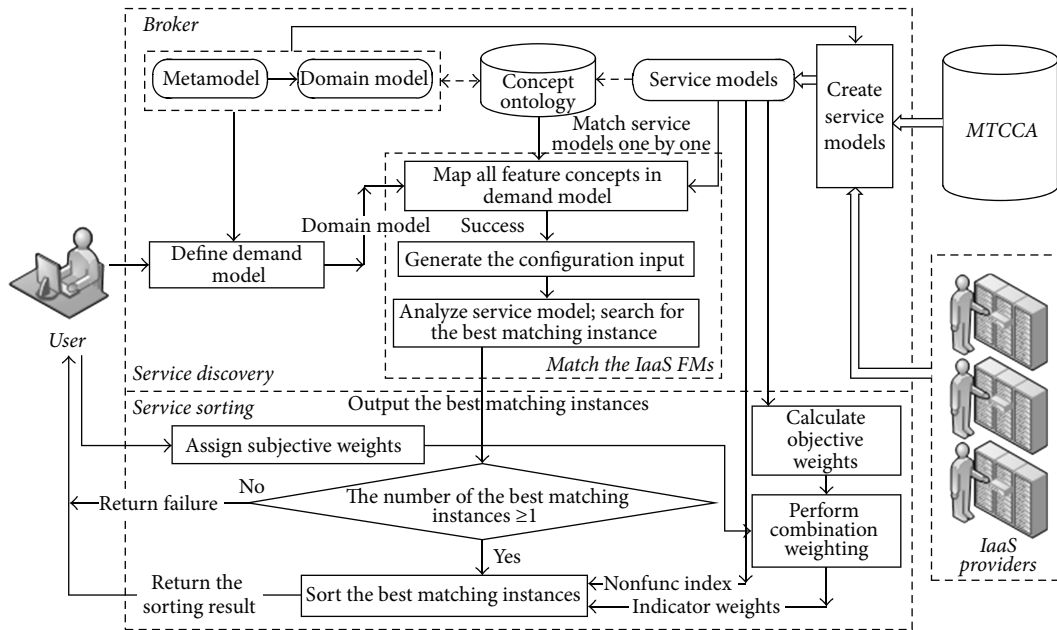 Broker
Metamodel
Domain model
Concept
ontology
Service models
Create
service
models
MTCCA
Match service
models one by one
Map all feature concepts in
demand model
Domain model
Success
Define demand
model
Generate the configuration input
Analyze service model; search for
the best matching instance
Match the IaaS FMs
User
Service discovery
Service sorting
Output the best matching instances
Assign subjective weights
Calculate
objective
weights
No
Return failure
The number of the best matching
instances ≥1
Perform
combination
weighting
IaaS
providers
Yes
Return the
sorting result
Sort the best matching instances
Nonfunc index
Indicator weights